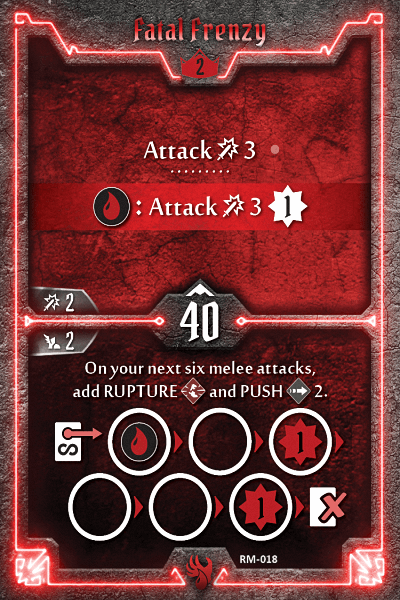 Fatal Frenzy
2
Attack 3
: Attack 3 1
2
40
2
On your next six melee attacks,
add RUPTURE and PUSH 2.
S 1
1 X
RM-018